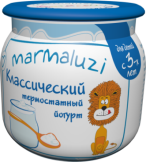 marmaluzi
Классический
термостатный
йогурт
для детей
с 3-х лет